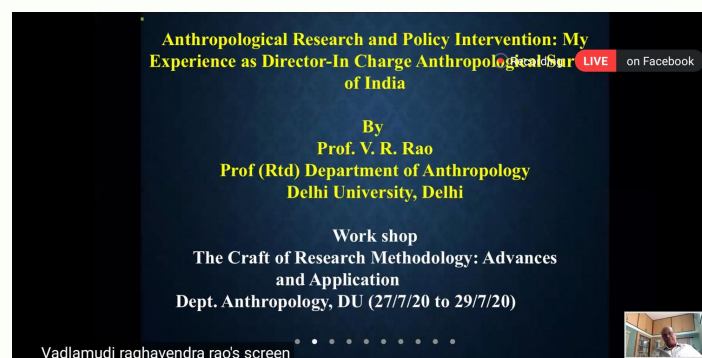 Anthropological Research and Policy Intervention: My
Experience as Director-In Charge Anthropological Sur
of India
Recording
LIVE on Facebook
By
Prof. V. R. Rao
Prof (Rtd) Department of Anthropology
Delhi University, Delhi
Work shop
The Craft of Research Methodology: Advances
and Application
Dept. Anthropology, DU (27/7/20 to 29/7/20)
Vadlamudi raghavendra rao's screen